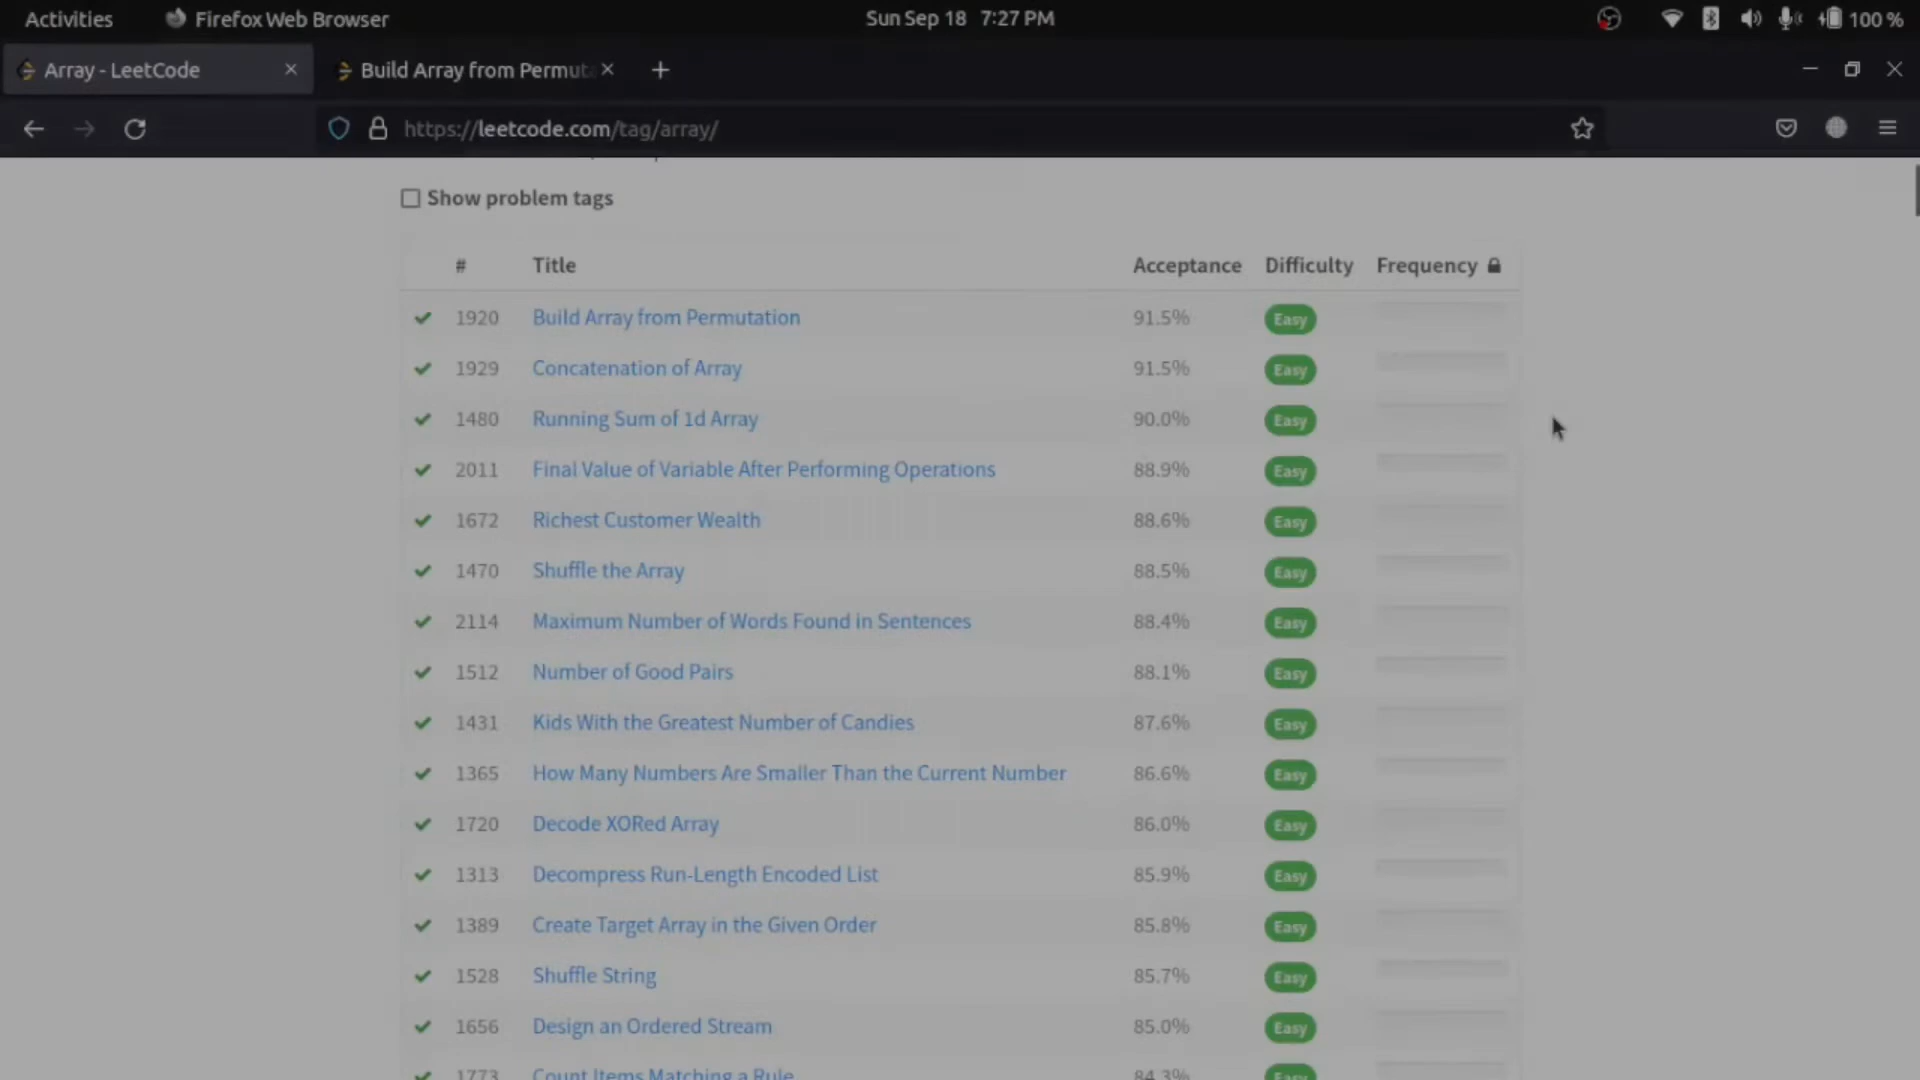 Activities Firefox Web Browser Sun Sep 18 7:27 PM 100 %
Array - LeetCode Build Array from Permut
https://leetcode.com/tag/array/
Show problem tags
# Title Acceptance Difficulty Frequency
1920 Build Array from Permutation 91.5% Easy
1929 Concatenation of Array 91.5% Easy
1480 Running Sum of 1d Array 90.0% Easy
2011 Final Value of Variable After Performing Operations 88.9% Easy
1672 Richest Customer Wealth 88.6% Easy
1470 Shuffle the Array 88.5% Easy
2114 Maximum Number of Words Found in Sentences 88.4% Easy
1512 Number of Good Pairs 88.1% Easy
1431 Kids With the Greatest Number of Candies 87.6% Easy
1365 How Many Numbers Are Smaller Than the Current Number 86.6% Easy
1720 Decode XORed Array 86.0% Easy
1313 Decompress Run-Length Encoded List 85.9% Easy
1389 Create Target Array in the Given Order 85.8% Easy
1528 Shuffle String 85.7% Easy
1656 Design an Ordered Stream 85.0% Easy
1773 Count Items Matching a Rule 84.3% Easy